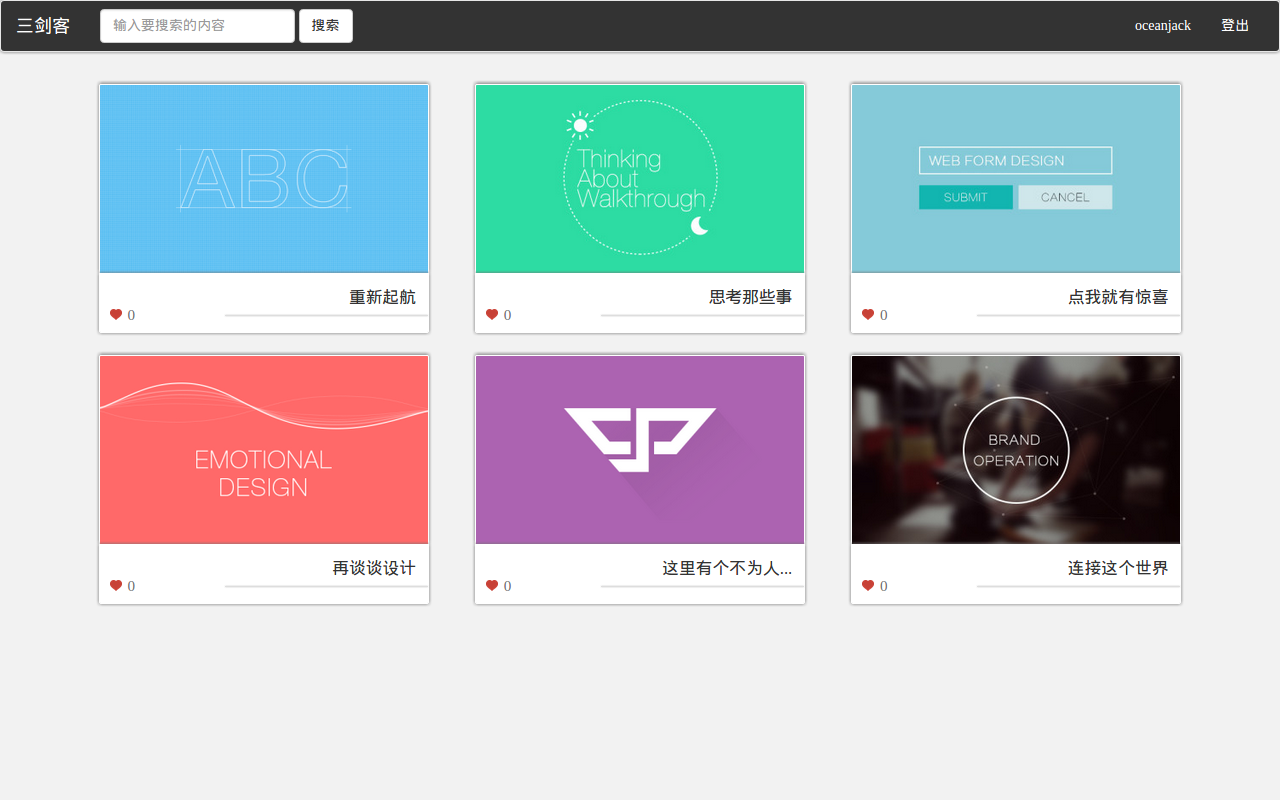 三剑客
输入要搜索的内容
搜索
oceanjack
登出
ABC
重新起航
0
Thinking
About
Walkthrough
思考那些事
0
WEB FORM DESIGN
SUBMIT
CANCEL
点我就有惊喜
0
EMOTIONAL
DESIGN
再谈谈设计
0
这里有个不为人...
0
BRAND
OPERATION
连接这个世界
0